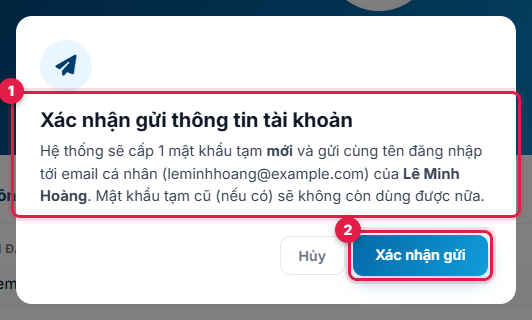 1
Xác nhận gửi thông tin tài khoản
Hệ thống sẽ cấp 1 mật khẩu tạm mới và gửi cùng tên đăng nhập
tới email cá nhân (leminhhoang@example.com) của Lê Minh
Hoàng. Mật khẩu tạm cũ (nếu có) sẽ không còn dùng được nữa.
2
Hủy
Xác nhận gửi